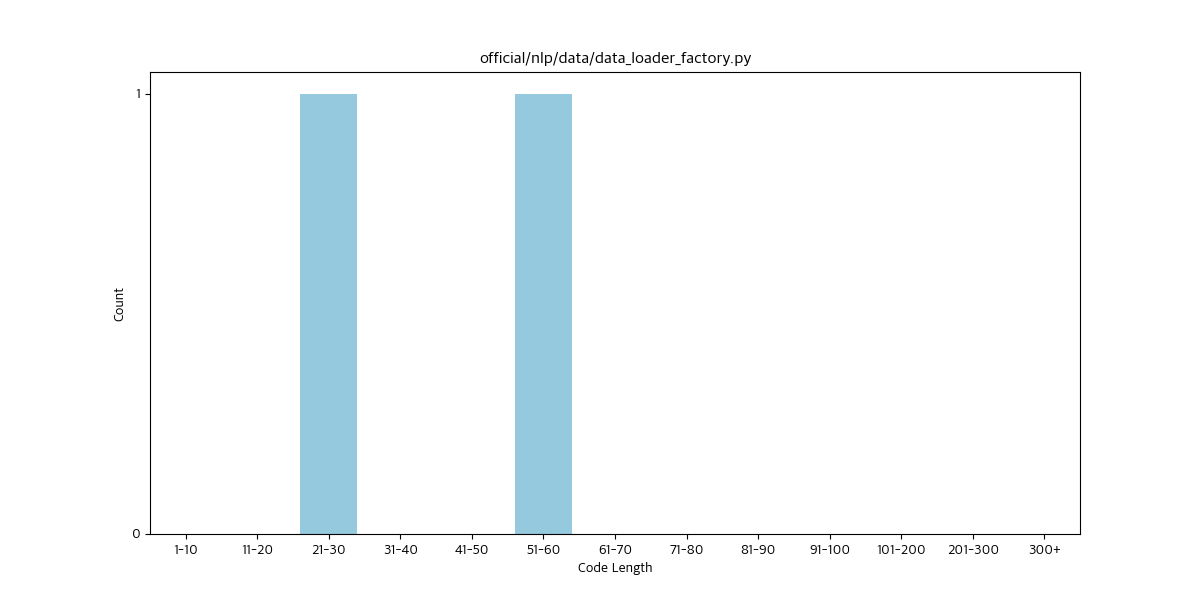 official/nlp/data/data_loader_factory.py
1
Count
0
1-10 11-20 21-30 31-40 41-50 51-60 61-70 71-80 81-90 91-100 101-200 201-300 300+
Code Length